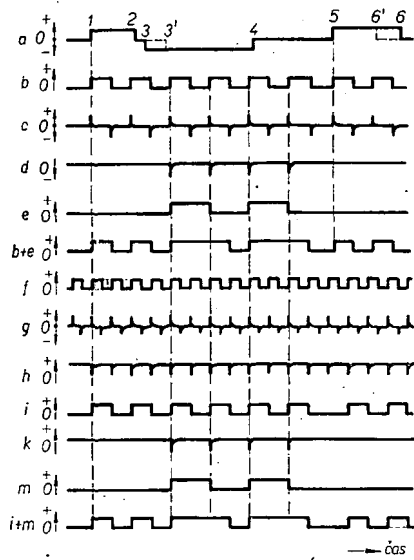 1 2 3 3' 4 5 6' 6
a + 0 -
b + 0
c + 0 -
d 0 -
e + 0
b+e + 0
f + 0
g + 0 -
h + 0
i + 0
k + 0
m + 0
i+m + 0
čas